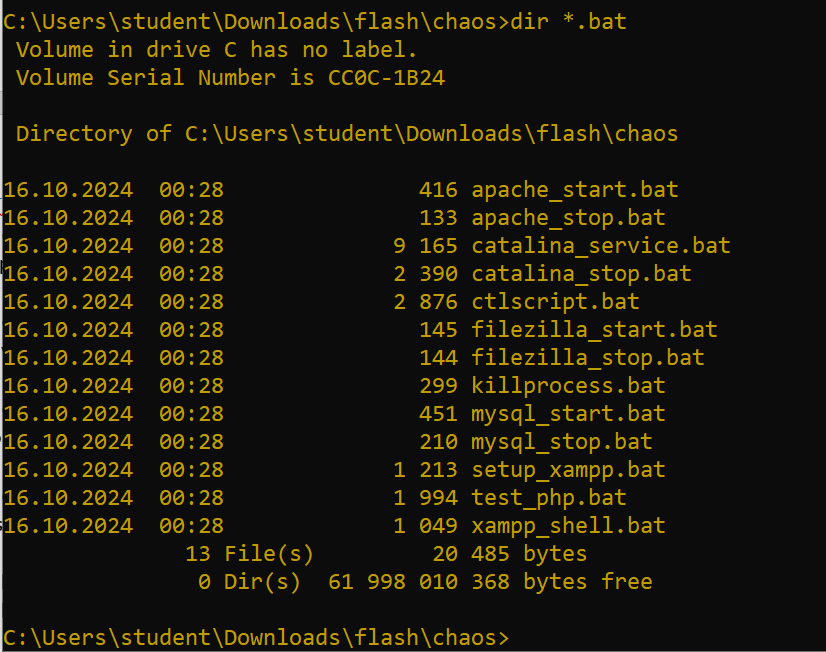 C:\Users\student\Downloads\flash\chaos>dir *.bat
 Volume in drive C has no label.
 Volume Serial Number is CC0C-1B24

 Directory of C:\Users\student\Downloads\flash\chaos

16.10.2024  00:28               416 apache_start.bat
16.10.2024  00:28               133 apache_stop.bat
16.10.2024  00:28             9 165 catalina_service.bat
16.10.2024  00:28             2 390 catalina_stop.bat
16.10.2024  00:28             2 876 ctlscript.bat
16.10.2024  00:28               145 filezilla_start.bat
16.10.2024  00:28               144 filezilla_stop.bat
16.10.2024  00:28               299 killprocess.bat
16.10.2024  00:28               451 mysql_start.bat
16.10.2024  00:28               210 mysql_stop.bat
16.10.2024  00:28             1 213 setup_xampp.bat
16.10.2024  00:28             1 994 test_php.bat
16.10.2024  00:28             1 049 xampp_shell.bat
              13 File(s)         20 485 bytes
               0 Dir(s)  61 998 010 368 bytes free

C:\Users\student\Downloads\flash\chaos>